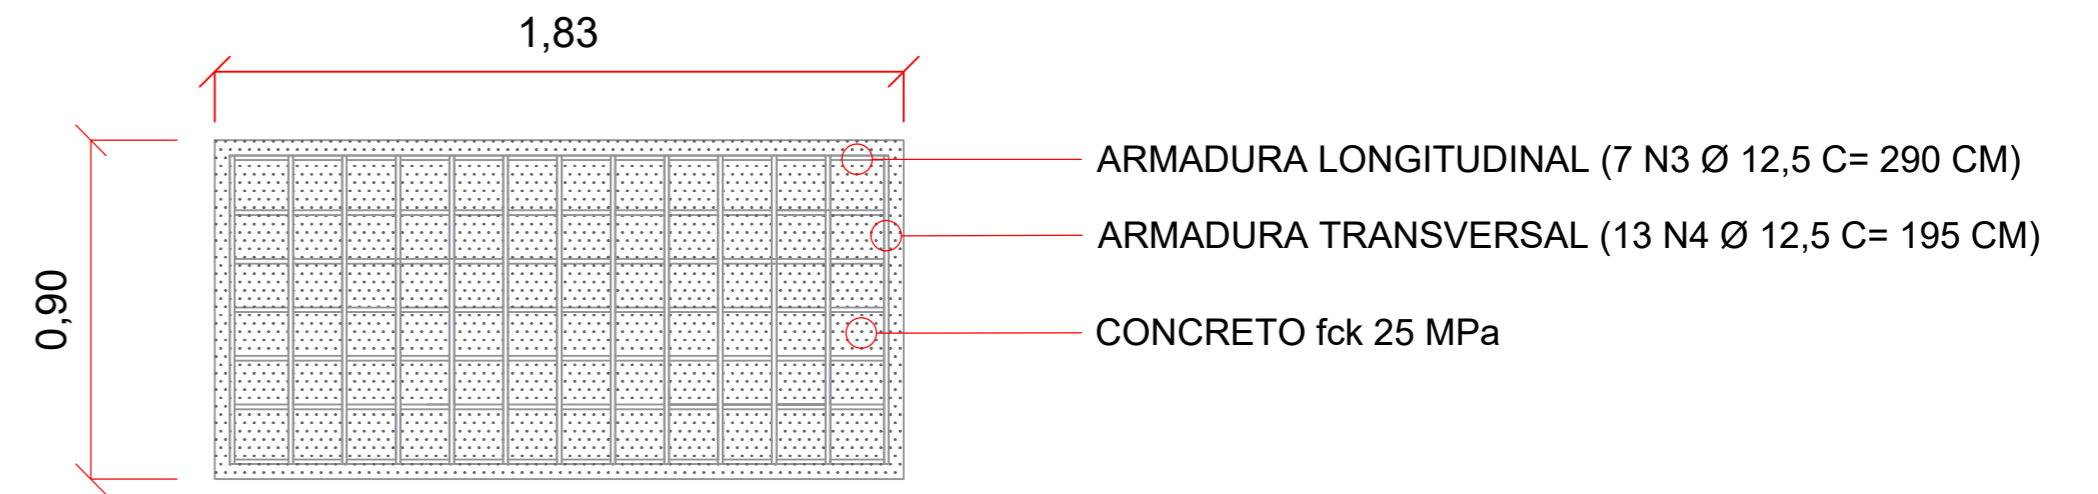 1,83
0,90
ARMADURA LONGITUDINAL (7 N3 Ø 12,5 C= 290 CM)
ARMADURA TRANSVERSAL (13 N4 Ø 12,5 C= 195 CM)
CONCRETO fck 25 MPa